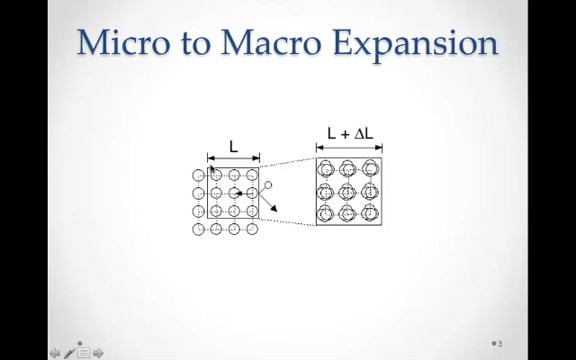 Micro to Macro Expansion
L
L + ΔL
3